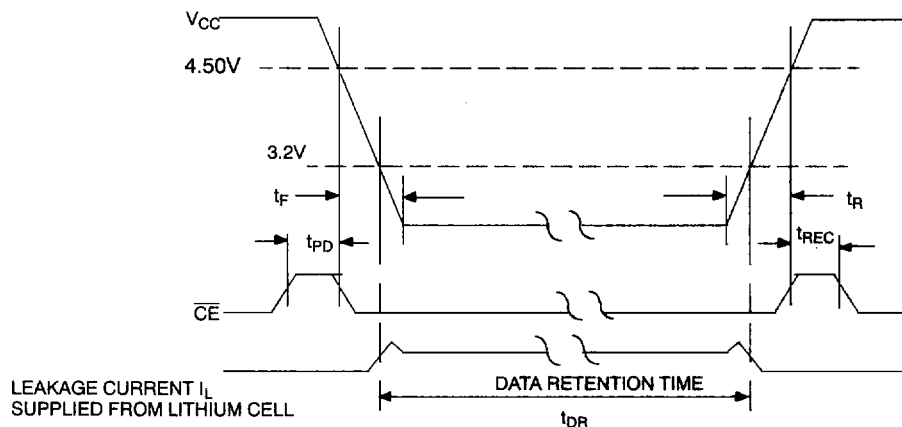 VCC
4.50V
3.2V
tF
tR
tPD
tREC
CE
LEAKAGE CURRENT IL
SUPPLIED FROM LITHIUM CELL
DATA RETENTION TIME
tDR